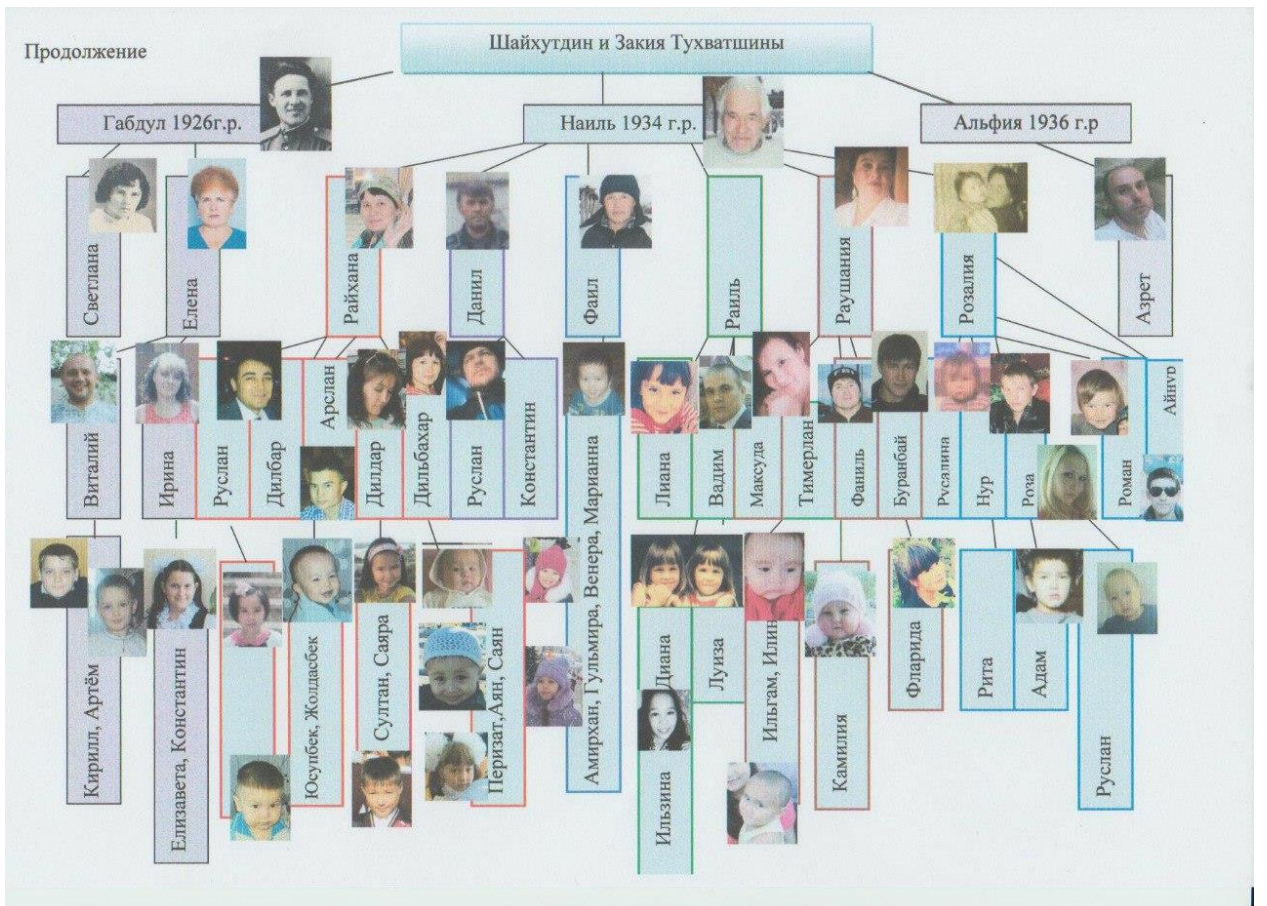 Продолжение
Шайхутдин и Закия Тухватшины
Габдул 1926г.р.
Наиль 1934 г.р.
Альфия 1936 г.р
Светлана
Елена
Райхана
Данил
Фаил
Раиль
Раушания
Розалия
Азрет
Виталий
Ирина
Руслан
Дилбар
Арслан
Дилдар
Дильбахар
Руслан
Константин
Амирхан, Гульмира, Венера, Марианна
Лиана
Вадим
Максуда
Тимерлан
Фаниль
Буранбай
Русалина
Нур
Роза
Роман
Айнур
Кирилл, Артём
Елизавета, Константин
Юсупбек, Жолдасбек
Султан, Саяра
Перизат,Аян, Саян
Ильзина
Диана
Луиза
Ильгам,
Камилия
Фларида
Рита
Адам
Руслан